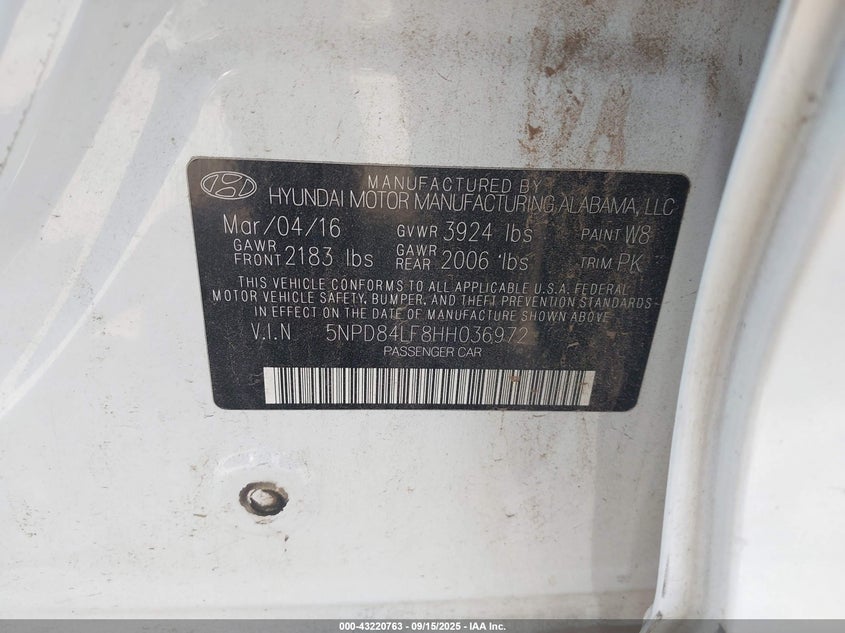 MANUFACTURED BY
HYUNDAI MOTOR MANUFACTURING ALABAMA, LLC
Mar/04/16 GVWR 3924 lbs PAINT W8
GAWR FRONT 2183 lbs GAWR REAR 2006 lbs TRIM PK
THIS VEHICLE CONFORMS TO ALL APPLICABLE U.S.A. FEDERAL
MOTOR VEHICLE SAFETY, BUMPER, AND THEFT PREVENTION STANDARDS
IN EFFECT ON THE DATE OF MANUFACTURE SHOWN ABOVE.
V.I.N 5NPD84LF8HH036972
PASSENGER CAR
000-43220763 - 09/15/2025 - IAA Inc.